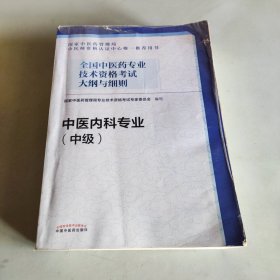 国家中医药管理局
中医师资格认证中心唯一推荐用书
全国中医药专业
技术资格考试
大纲与细则
国家中医药管理局专业技术资格考试专家委员会 编写
中医内科专业
（中级）
中国中医药出版社